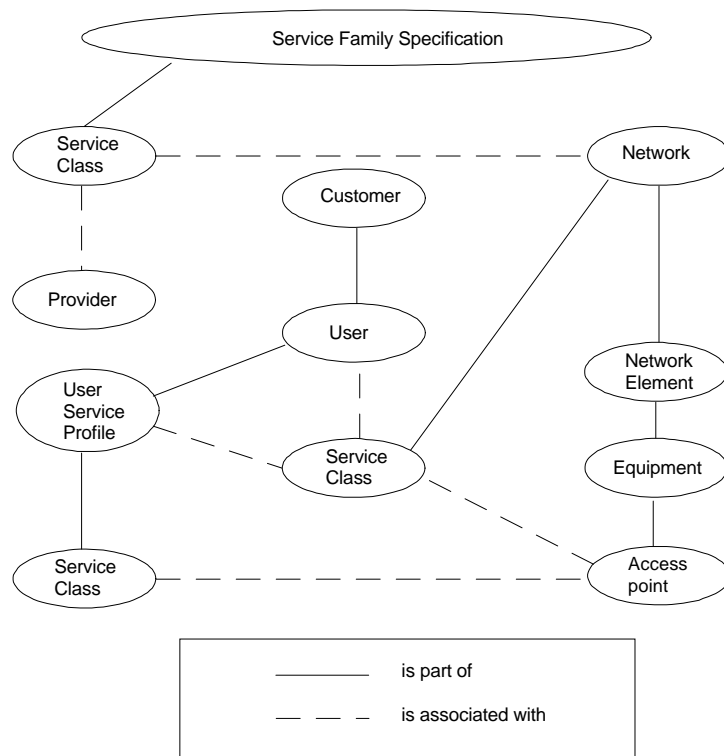 Service Family Specification
Service
Class
Network
Customer
Provider
User
Network
Element
User
Service
Profile
Service
Class
Equipment
Service
Class
Access
point
is part of
is associated with